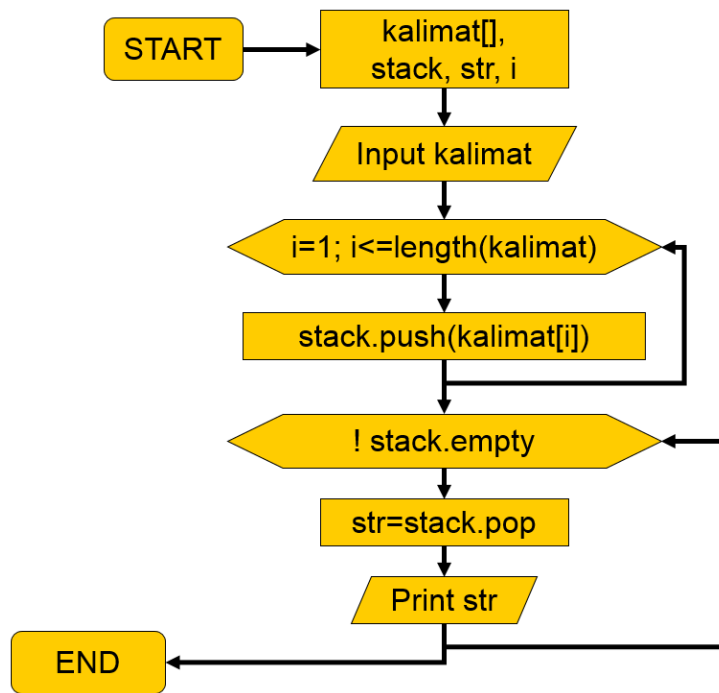 START
kalimat[],
stack, str, i
Input kalimat
i=1; i<=length(kalimat)
stack.push(kalimat[i])
! stack.empty
str=stack.pop
Print str
END